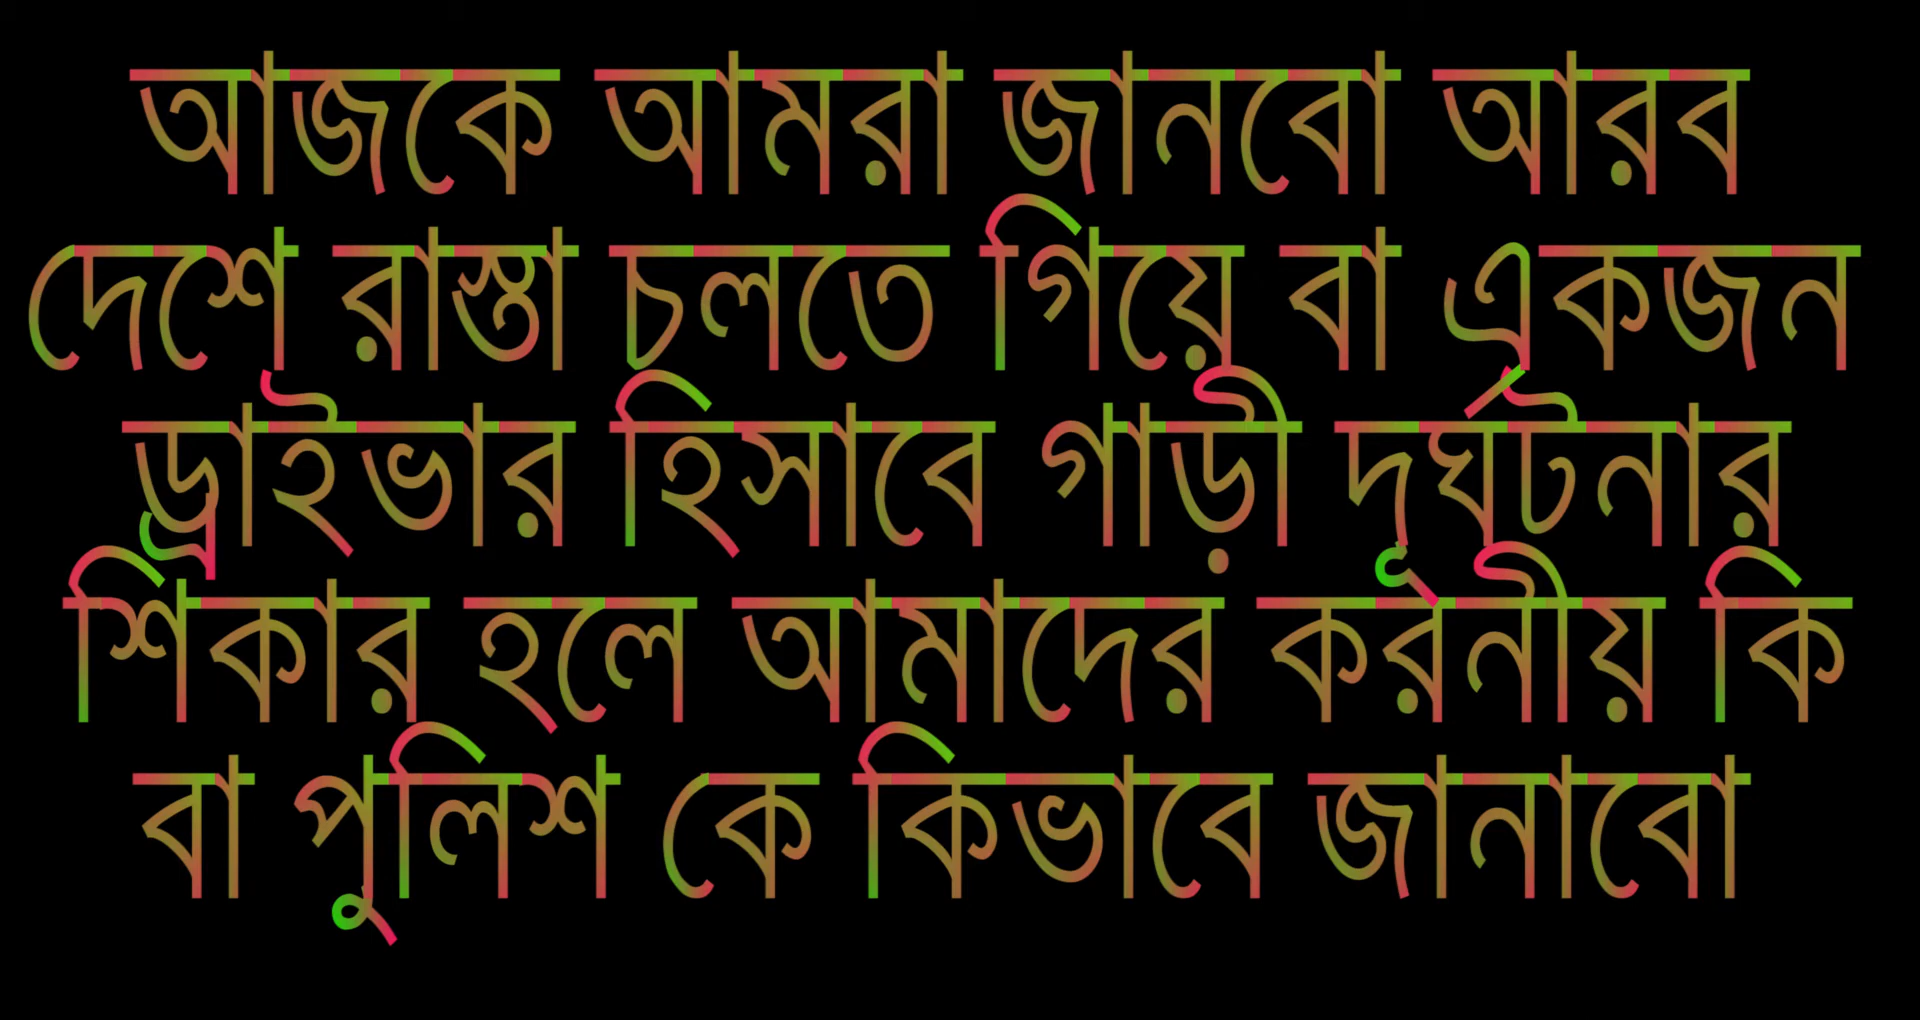 আজকে আমরা জানবো আরব
দেশে রাস্তা চলতে গিয়ে বা একজন
ড্রাইভার হিসাবে গাড়ী দূর্ঘটনার
শিকার হলে আমাদের করনীয় কি
বা পুলিশ কে কিভাবে জানাবো